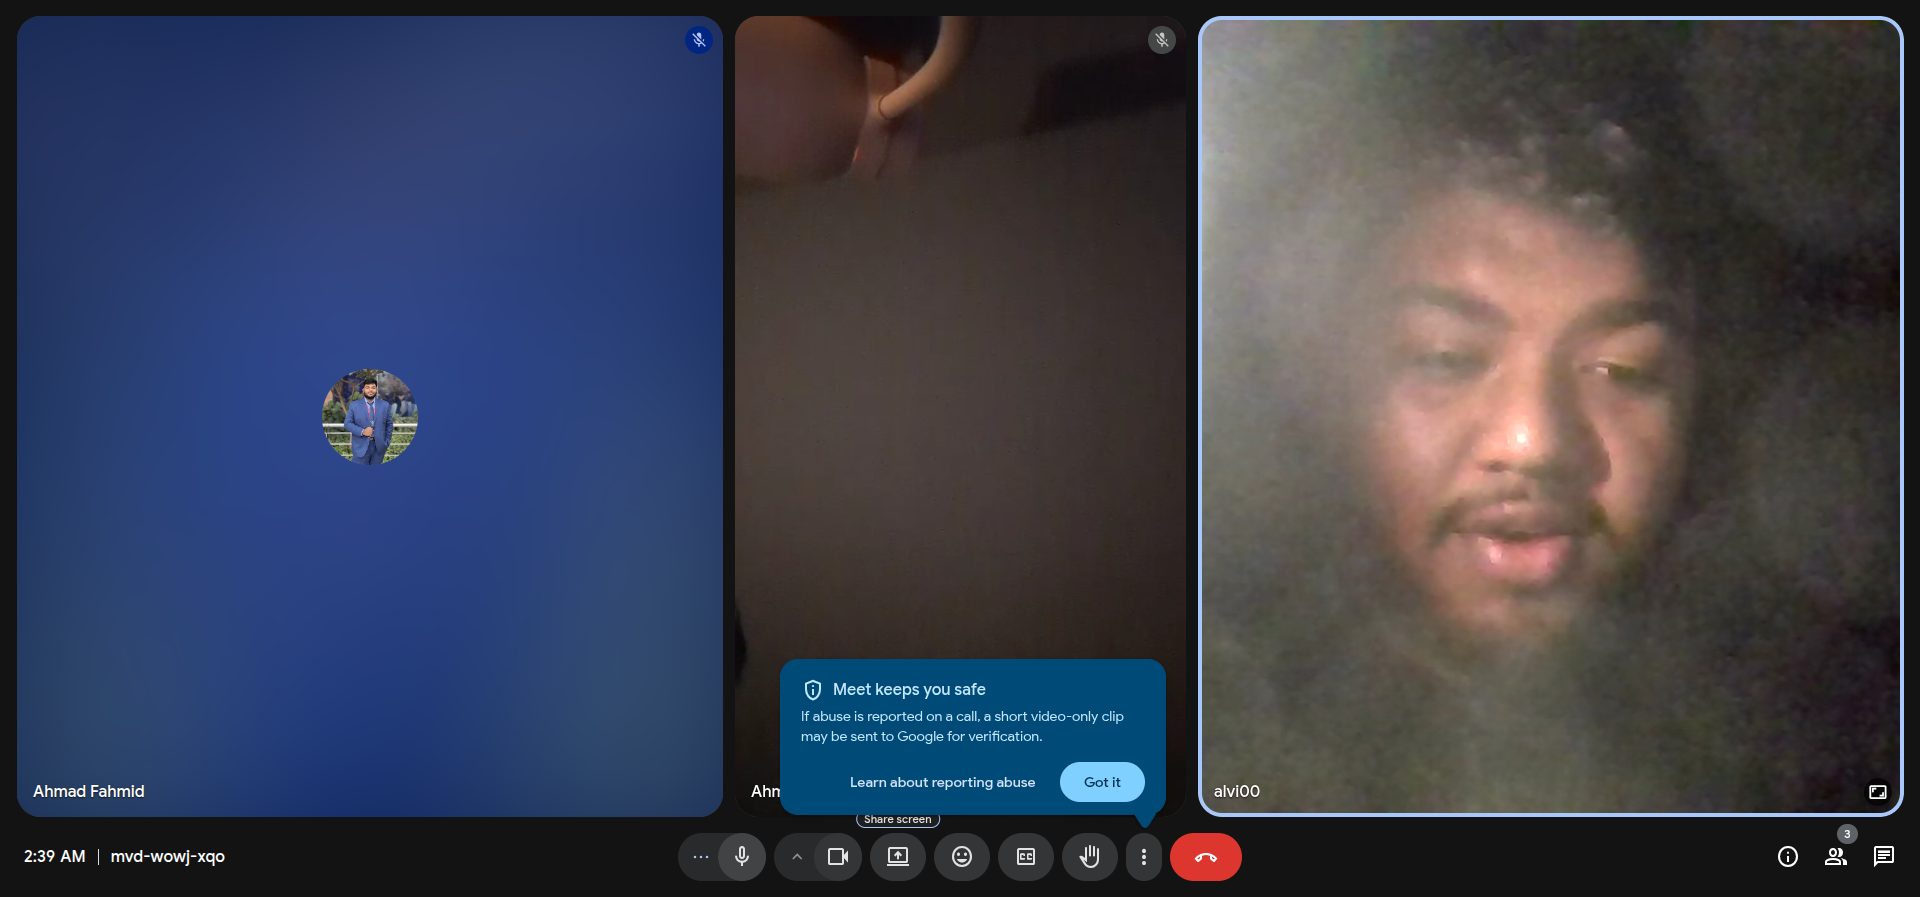 Ahmad Fahmid
Ahm
alvi00
Meet keeps you safe
If abuse is reported on a call, a short video-only clip
may be sent to Google for verification.
Learn about reporting abuse
Got it
Share screen
2:39 AM | mvd-wowj-xqo
CC
3